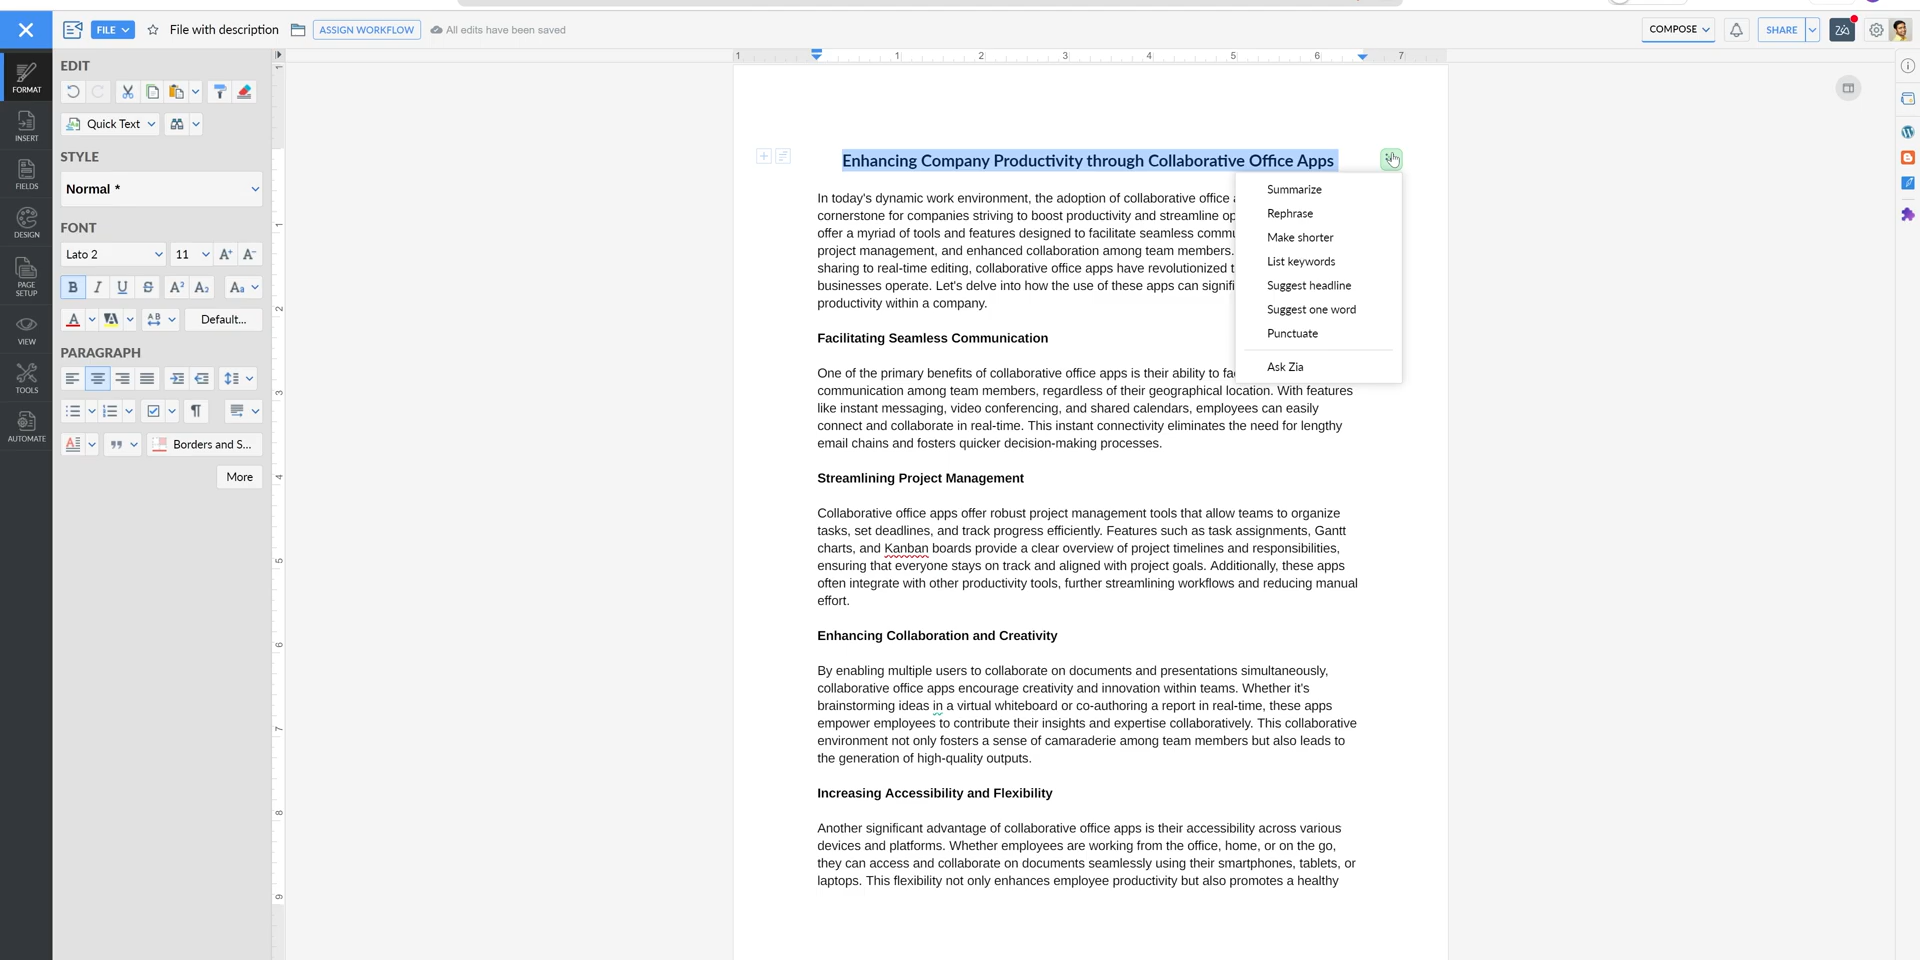 FILE
File with description
ASSIGN WORKFLOW
All edits have been saved
COMPOSE
SHARE
FORMAT
INSERT
FIELDS
DESIGN
PAGE
SETUP
VIEW
TOOLS
AUTOMATE
EDIT
Quick Text
STYLE
Normal *
FONT
Lato 2
11
Default...
PARAGRAPH
Borders and S...
More
1 1 2 3 4 5 6 7
1
2
3
4
5
6
7
8
9
Enhancing Company Productivity through Collaborative Office Apps
In today's dynamic work environment, the adoption of collaborative office
cornerstone for companies striving to boost productivity and streamline
offer a myriad of tools and features designed to facilitate seamless
project management, and enhanced collaboration among team members.
sharing to real-time editing, collaborative office apps have revolutionized
businesses operate. Let's delve into how the use of these apps can
productivity within a company.
Summarize
Rephrase
Make shorter
List keywords
Suggest headline
Suggest one word
Punctuate
Ask Zia
Facilitating Seamless Communication
One of the primary benefits of collaborative office apps is their ability to
communication among team members, regardless of their geographical location. With features
like instant messaging, video conferencing, and shared calendars, employees can easily
connect and collaborate in real-time. This instant connectivity eliminates the need for lengthy
email chains and fosters quicker decision-making processes.
Streamlining Project Management
Collaborative office apps offer robust project management tools that allow teams to organize
tasks, set deadlines, and track progress efficiently. Features such as task assignments, Gantt
charts, and Kanban boards provide a clear overview of project timelines and responsibilities,
ensuring that everyone stays on track and aligned with project goals. Additionally, these apps
often integrate with other productivity tools, further streamlining workflows and reducing manual
effort.
Enhancing Collaboration and Creativity
By enabling multiple users to collaborate on documents and presentations simultaneously,
collaborative office apps encourage creativity and innovation within teams. Whether it's
brainstorming ideas in a virtual whiteboard or co-authoring a report in real-time, these apps
empower employees to contribute their insights and expertise collaboratively. This collaborative
environment not only fosters a sense of camaraderie among team members but also leads to
the generation of high-quality outputs.
Increasing Accessibility and Flexibility
Another significant advantage of collaborative office apps is their accessibility across various
devices and platforms. Whether employees are working from the office, home, or on the go,
they can access and collaborate on documents seamlessly using their smartphones, tablets, or
laptops. This flexibility not only enhances employee productivity but also promotes a healthy